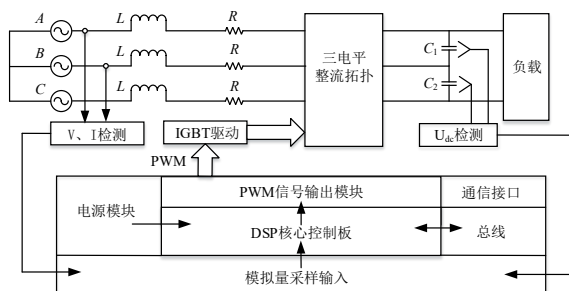 A L R
B L R
C L R
三电平
整流拓扑
C1
C2
负载
V、I检测
IGBT驱动
Udc检测
PWM
电源模块
PWM信号输出模块
通信接口
DSP核心控制板
总线
模拟量采样输入